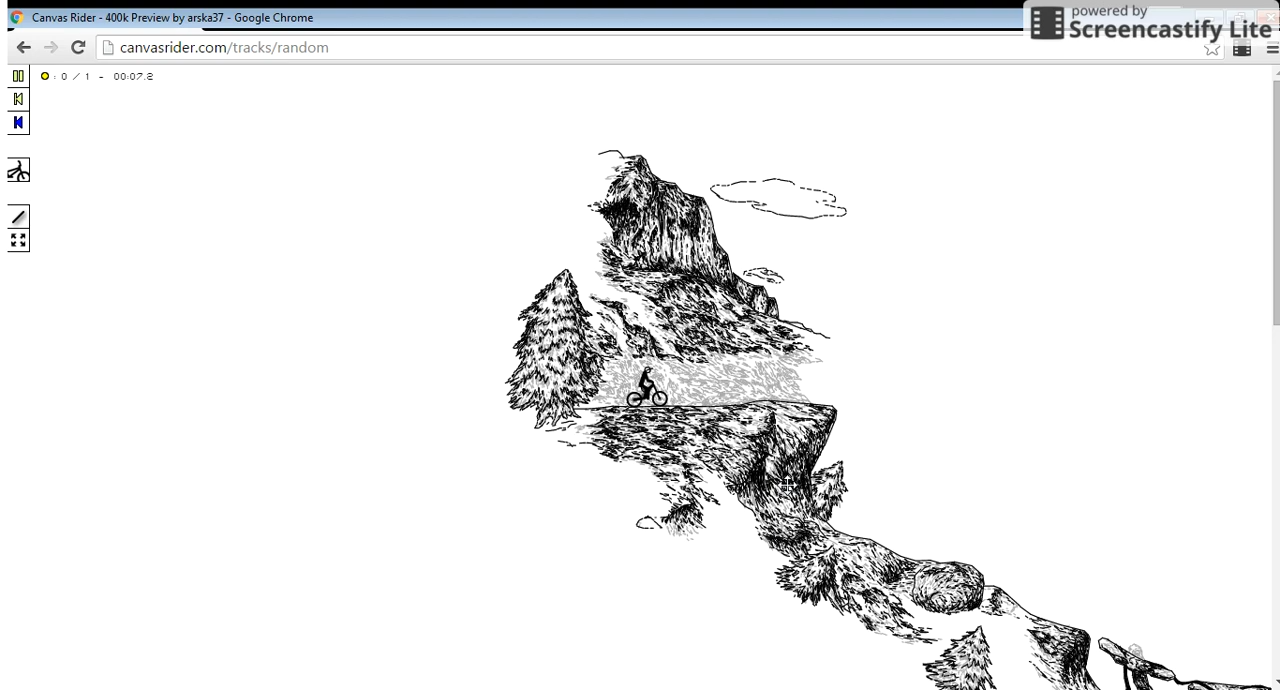 powered by
Screencastify Lite
Canvas Rider - 400k Preview by arska37 - Google Chrome
canvasrider.com/tracks/random
: 0 / 1 - 00:07.2